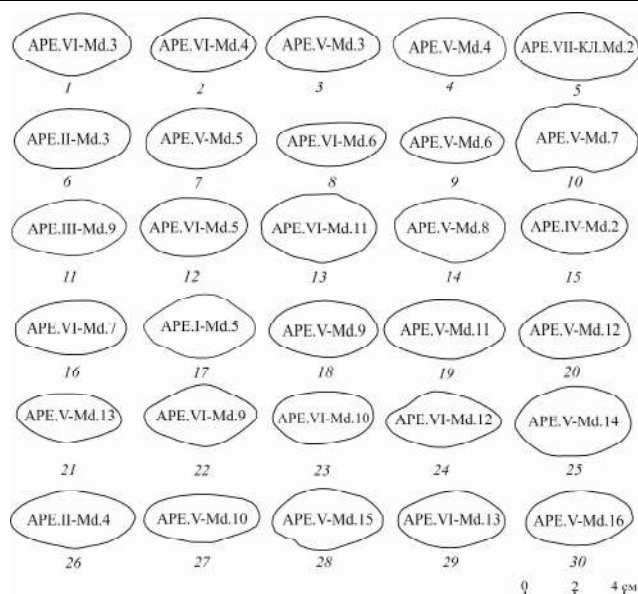 APE.VI-Md.3 APE.VI-Md.4 APE.V-Md.3 APE.V-Md.4 APE.VII-КЛ.Md.2
1 2 3 4 5
APE.II-Md.3 APE.V-Md.5 APE.VI-Md.6 APE.V-Md.6 APE.V-Md.7
6 7 8 9 10
APE.III-Md.9 APE.VI-Md.5 APE.VI-Md.11 APE.V-Md.8 APE.IV-Md.2
11 12 13 14 15
APE.VI-Md.7 APE.I-Md.5 APE.V-Md.9 APE.V-Md.11 APE.V-Md.12
16 17 18 19 20
APE.V-Md.13 APE.VI-Md.9 APE.VI-Md.10 APE.VI-Md.12 APE.V-Md.14
21 22 23 24 25
APE.II-Md.4 APE.V-Md.10 APE.V-Md.15 APE.VI-Md.13 APE.V-Md.16
26 27 28 29 30
0 2 4 см